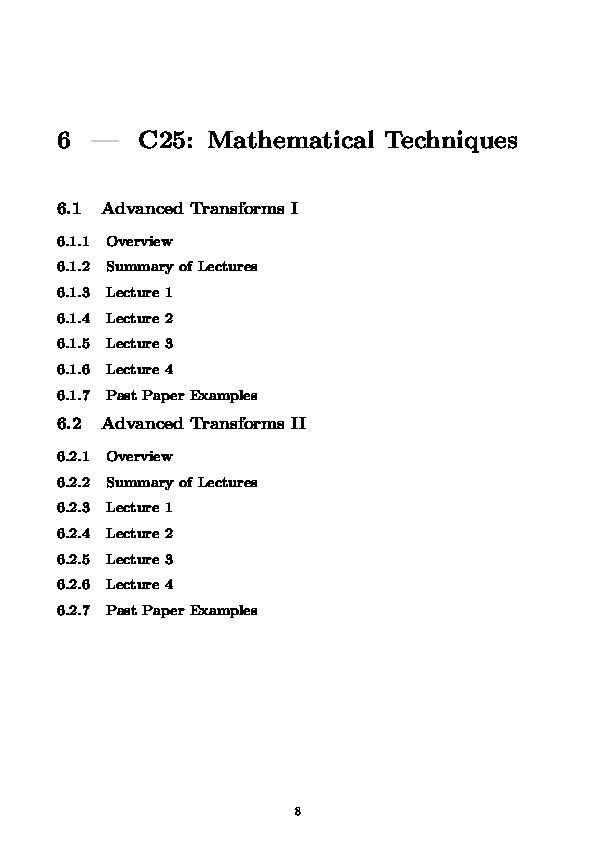 6 — C25: Mathematical Techniques
6.1 Advanced Transforms I
6.1.1 Overview
6.1.2 Summary of Lectures
6.1.3 Lecture 1
6.1.4 Lecture 2
6.1.5 Lecture 3
6.1.6 Lecture 4
6.1.7 Past Paper Examples
6.2 Advanced Transforms II
6.2.1 Overview
6.2.2 Summary of Lectures
6.2.3 Lecture 1
6.2.4 Lecture 2
6.2.5 Lecture 3
6.2.6 Lecture 4
6.2.7 Past Paper Examples
8